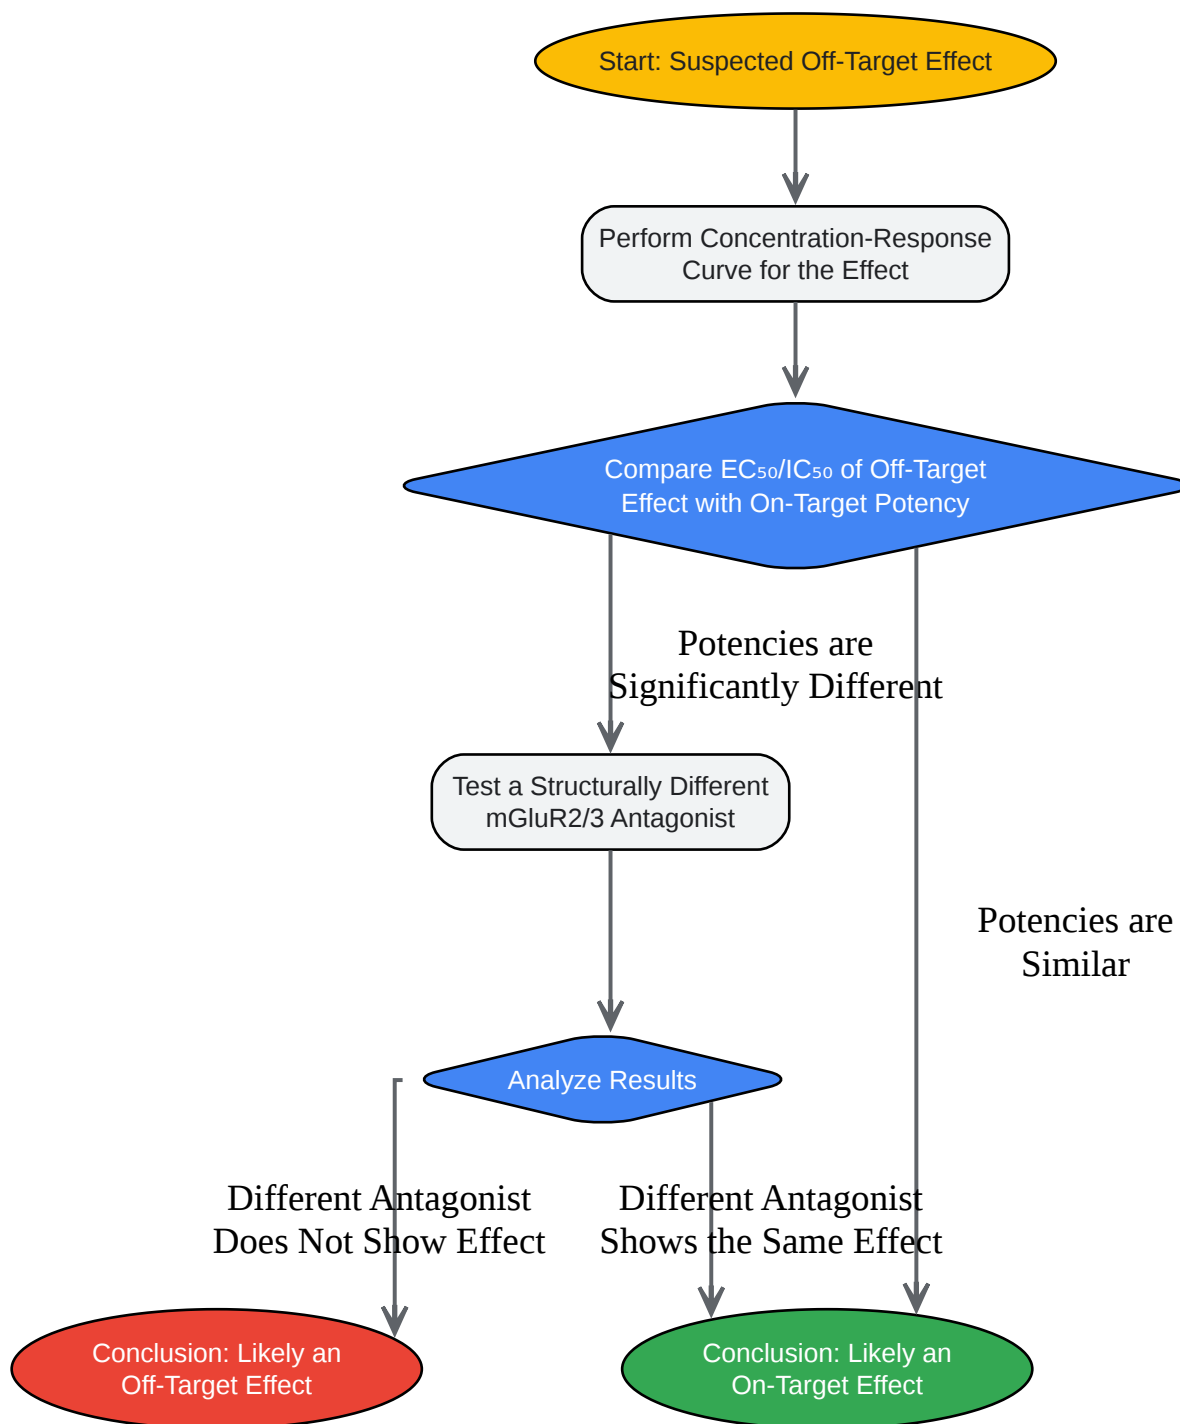 Start: Suspected Off-Target Effect
Perform Concentration-Response
Curve for the Effect
Compare EC₅₀/IC₅₀ of Off-Target
Effect with On-Target Potency
Potencies are
Significantly Different
Test a Structurally Different
mGluR2/3 Antagonist
Potencies are
Similar
Analyze Results
Different Antagonist
Does Not Show Effect
Different Antagonist
Shows the Same Effect
Conclusion: Likely an
Off-Target Effect
Conclusion: Likely an
On-Target Effect